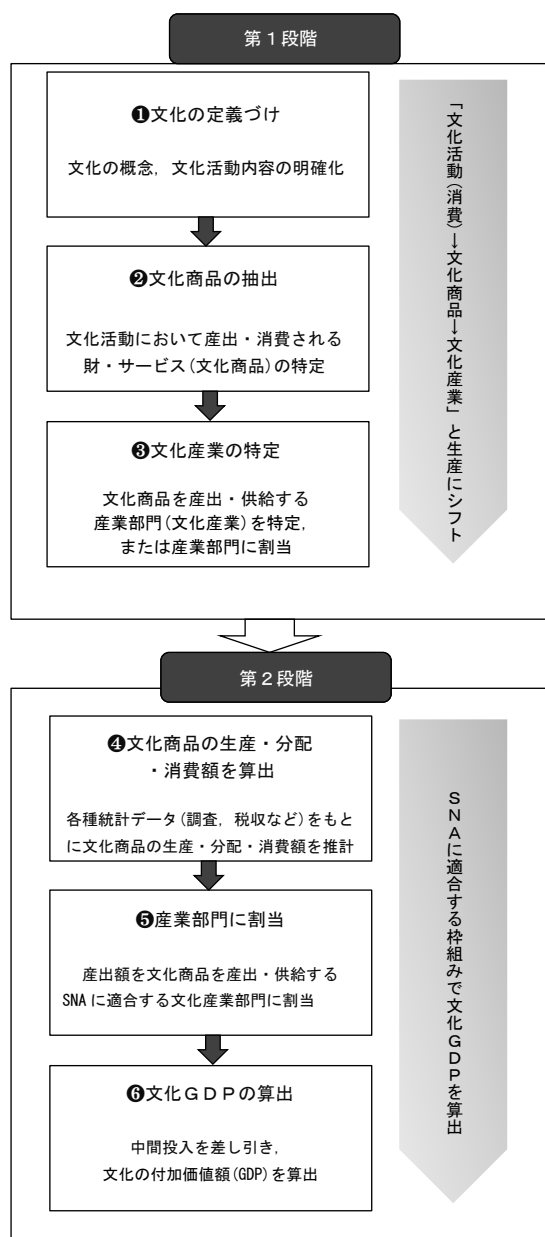 第１段階
❶文化の定義づけ
文化の概念，文化活動内容の明確化
❷文化商品の抽出
文化活動において産出・消費される
財・サービス(文化商品)の特定
❸文化産業の特定
文化商品を産出・供給する
産業部門(文化産業)を特定，
または産業部門に割当
「文化活動(消費)→文化商品→文化産業」と生産にシフト
第２段階
❹文化商品の生産・分配
・消費額を算出
各種統計データ(調査，税収など)をもと
に文化商品の生産・分配・消費額を推計
❺産業部門に割当
産出額を文化商品を産出・供給する
SNAに適合する文化産業部門に割当
❻文化ＧＤＰの算出
中間投入を差し引き，
文化の付加価値額(GDP)を算出
ＳＮＡに適合する枠組みで文化ＧＤＰを算出